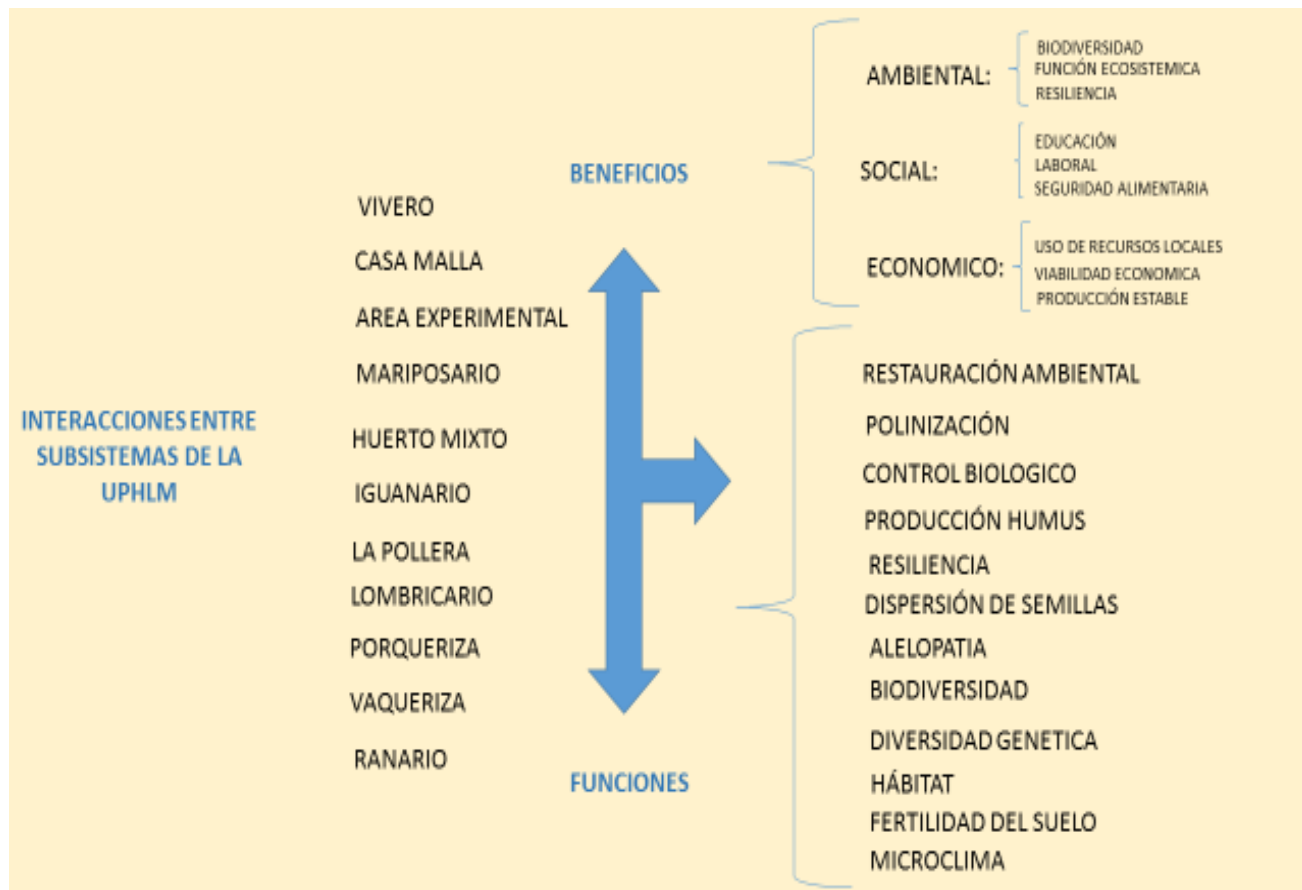 INTERACCIONES ENTRE
SUBSISTEMAS DE LA
UPHLM
VIVERO
CASA MALLA
AREA EXPERIMENTAL
MARIPOSARIO
HUERTO MIXTO
IGUANARIO
LA POLLERA
LOMBRICARIO
PORQUERIZA
VAQUERIZA
RANARIO
BENEFICIOS
AMBIENTAL:
BIODIVERSIDAD
FUNCIÓN ECOSISTEMICA
RESILIENCIA
SOCIAL:
EDUCACIÓN
LABORAL
SEGURIDAD ALIMENTARIA
ECONOMICO:
USO DE RECURSOS LOCALES
VIABILIDAD ECONOMICA
PRODUCCIÓN ESTABLE
FUNCIONES
RESTAURACIÓN AMBIENTAL
POLINIZACIÓN
CONTROL BIOLOGICO
PRODUCCIÓN HUMUS
RESILIENCIA
DISPERSIÓN DE SEMILLAS
ALELOPATIA
BIODIVERSIDAD
DIVERSIDAD GENETICA
HÁBITAT
FERTILIDAD DEL SUELO
MICROCLIMA